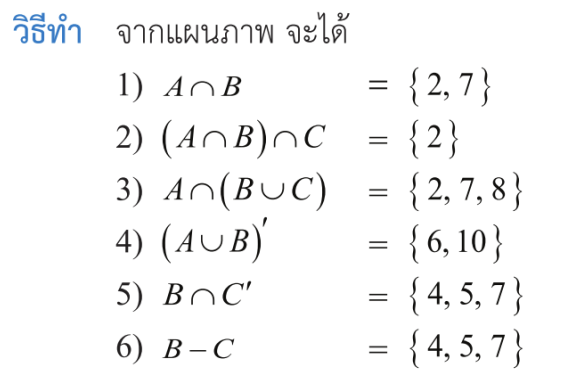 วิธีทำ จากแผนภาพ จะได้
1) A∩B = {2, 7}
2) (A∩B)∩C = {2}
3) A∩(B∪C) = {2, 7, 8}
4) (A∪B)′ = {6, 10}
5) B∩C′ = {4, 5, 7}
6) B−C = {4, 5, 7}